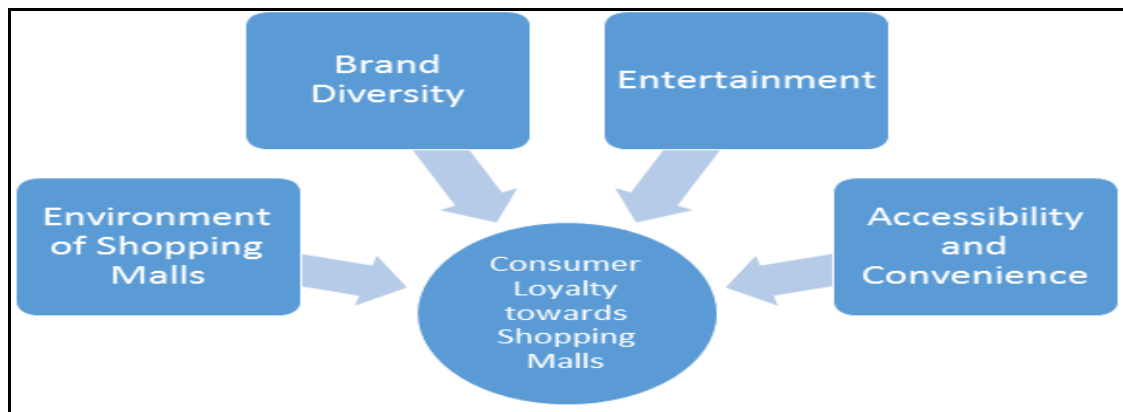 Brand
Diversity
Entertainment
Environment
of Shopping
Malls
Accessibility
and
Convenience
Consumer
Loyalty
towards
Shopping
Malls